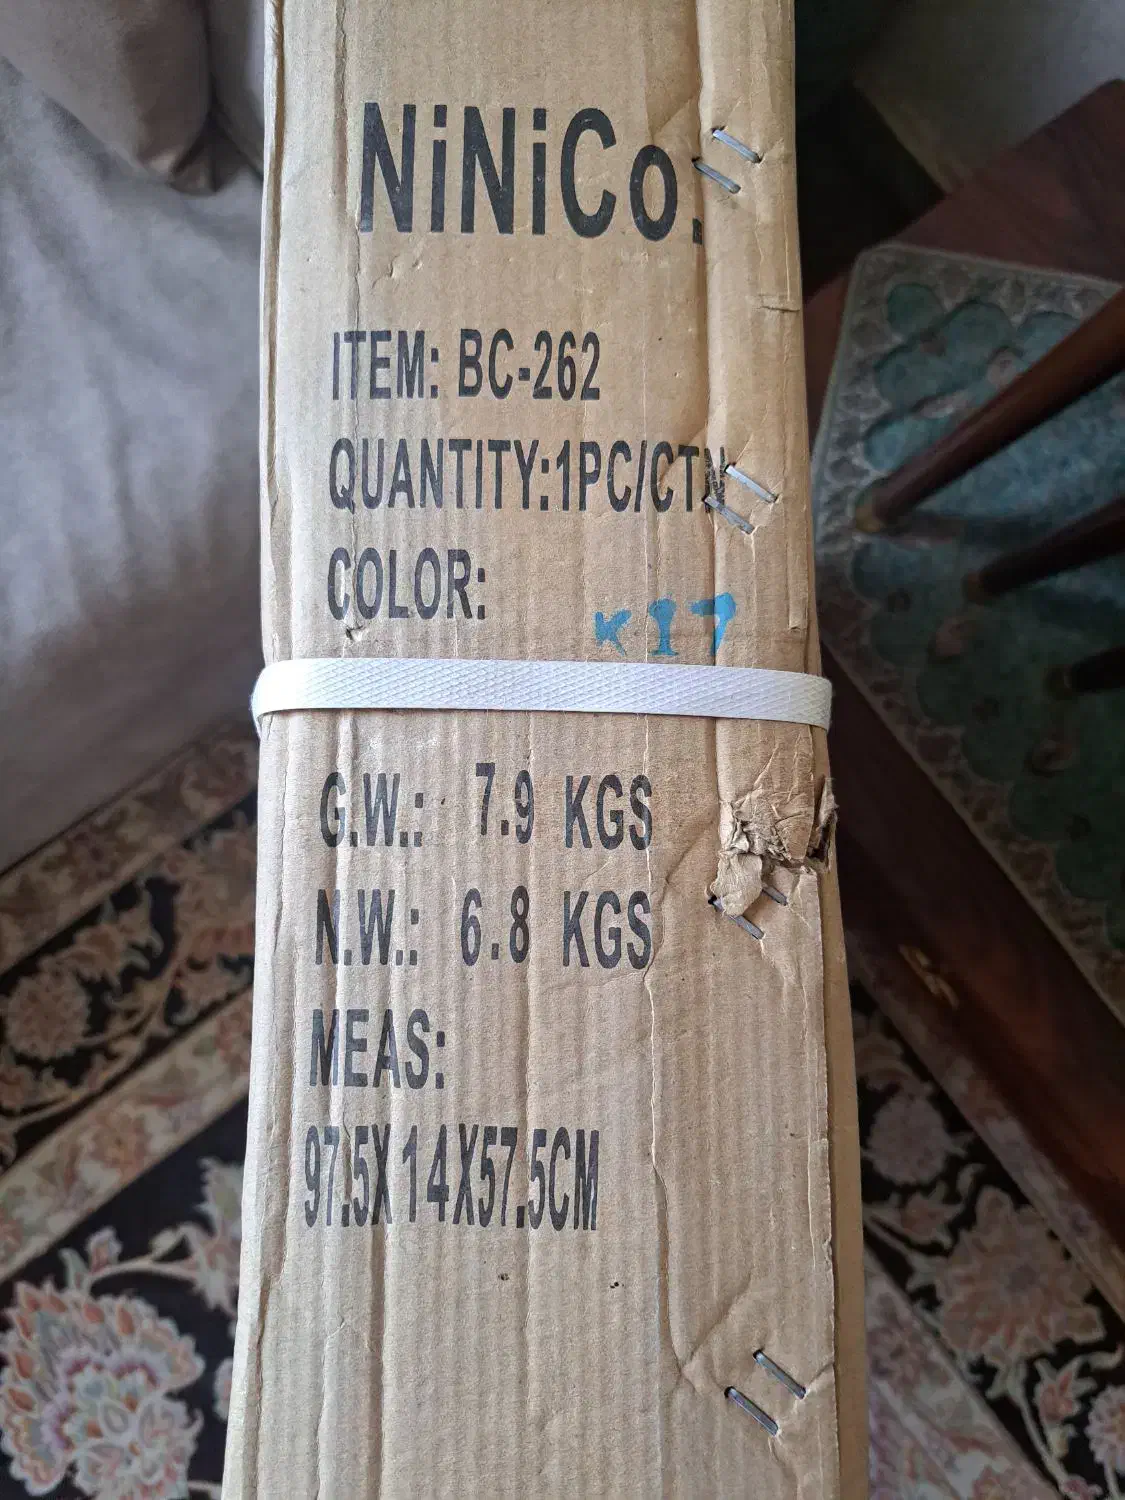 NiNiCo.
ITEM: BC-262
QUANTITY:1PC/CTN
COLOR:
K17
G.W.: 7.9 KGS
N.W.: 6.8 KGS
MEAS:
97.5X14X57.5CM